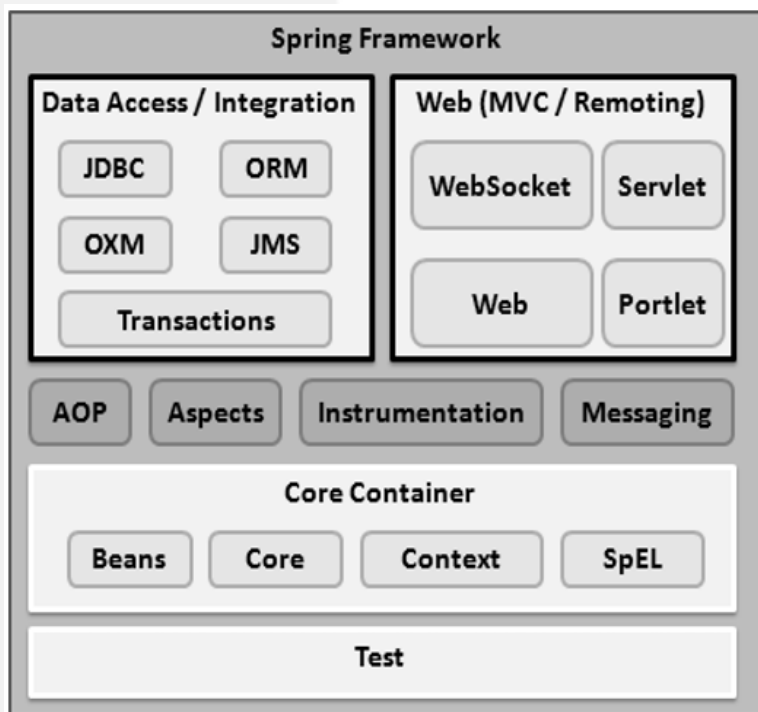 Spring Framework
Data Access / Integration
JDBC
ORM
OXM
JMS
Transactions
Web (MVC / Remoting)
WebSocket
Servlet
Web
Portlet
AOP
Aspects
Instrumentation
Messaging
Core Container
Beans
Core
Context
SpEL
Test